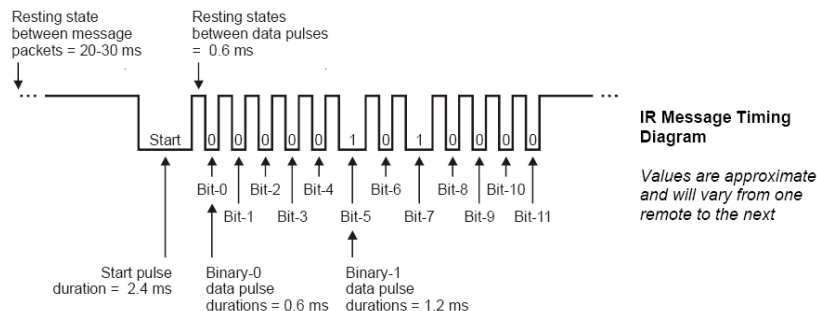 Resting state
between message
packets = 20-30 ms
Resting states
between data pulses
= 0.6 ms
...
...
Start 0 0 0 0 0 1 0 1 0 0 0 0
Bit-0 Bit-2 Bit-4 Bit-6 Bit-8 Bit-10
Bit-1 Bit-3 Bit-5 Bit-7 Bit-9 Bit-11
Start pulse
duration = 2.4 ms
Binary-0
data pulse
durations = 0.6 ms
Binary-1
data pulse
durations = 1.2 ms
IR Message Timing
Diagram
Values are approximate
and will vary from one
remote to the next